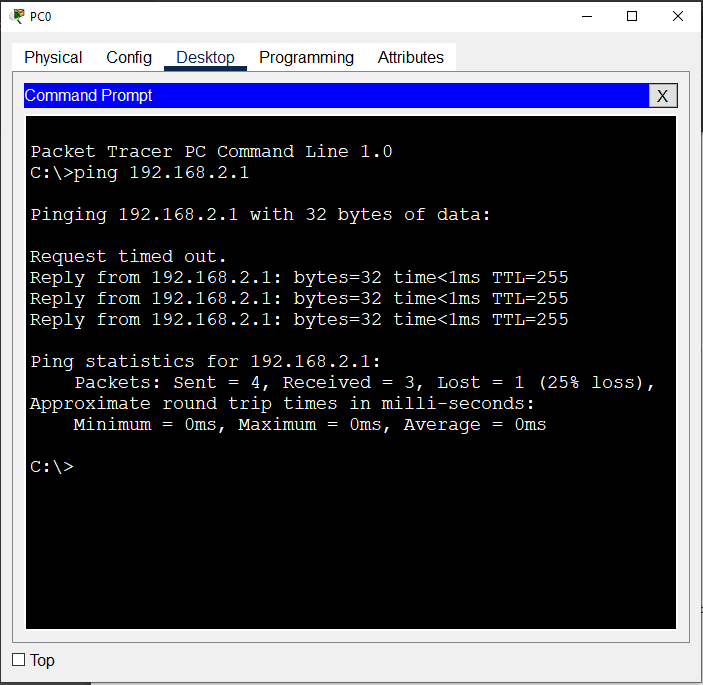 PC0
Physical Config Desktop Programming Attributes
Command Prompt X
Packet Tracer PC Command Line 1.0
C:\>ping 192.168.2.1
Pinging 192.168.2.1 with 32 bytes of data:
Request timed out.
Reply from 192.168.2.1: bytes=32 time<1ms TTL=255
Reply from 192.168.2.1: bytes=32 time<1ms TTL=255
Reply from 192.168.2.1: bytes=32 time<1ms TTL=255
Ping statistics for 192.168.2.1:
    Packets: Sent = 4, Received = 3, Lost = 1 (25% loss),
Approximate round trip times in milli-seconds:
    Minimum = 0ms, Maximum = 0ms, Average = 0ms
C:\>
Top